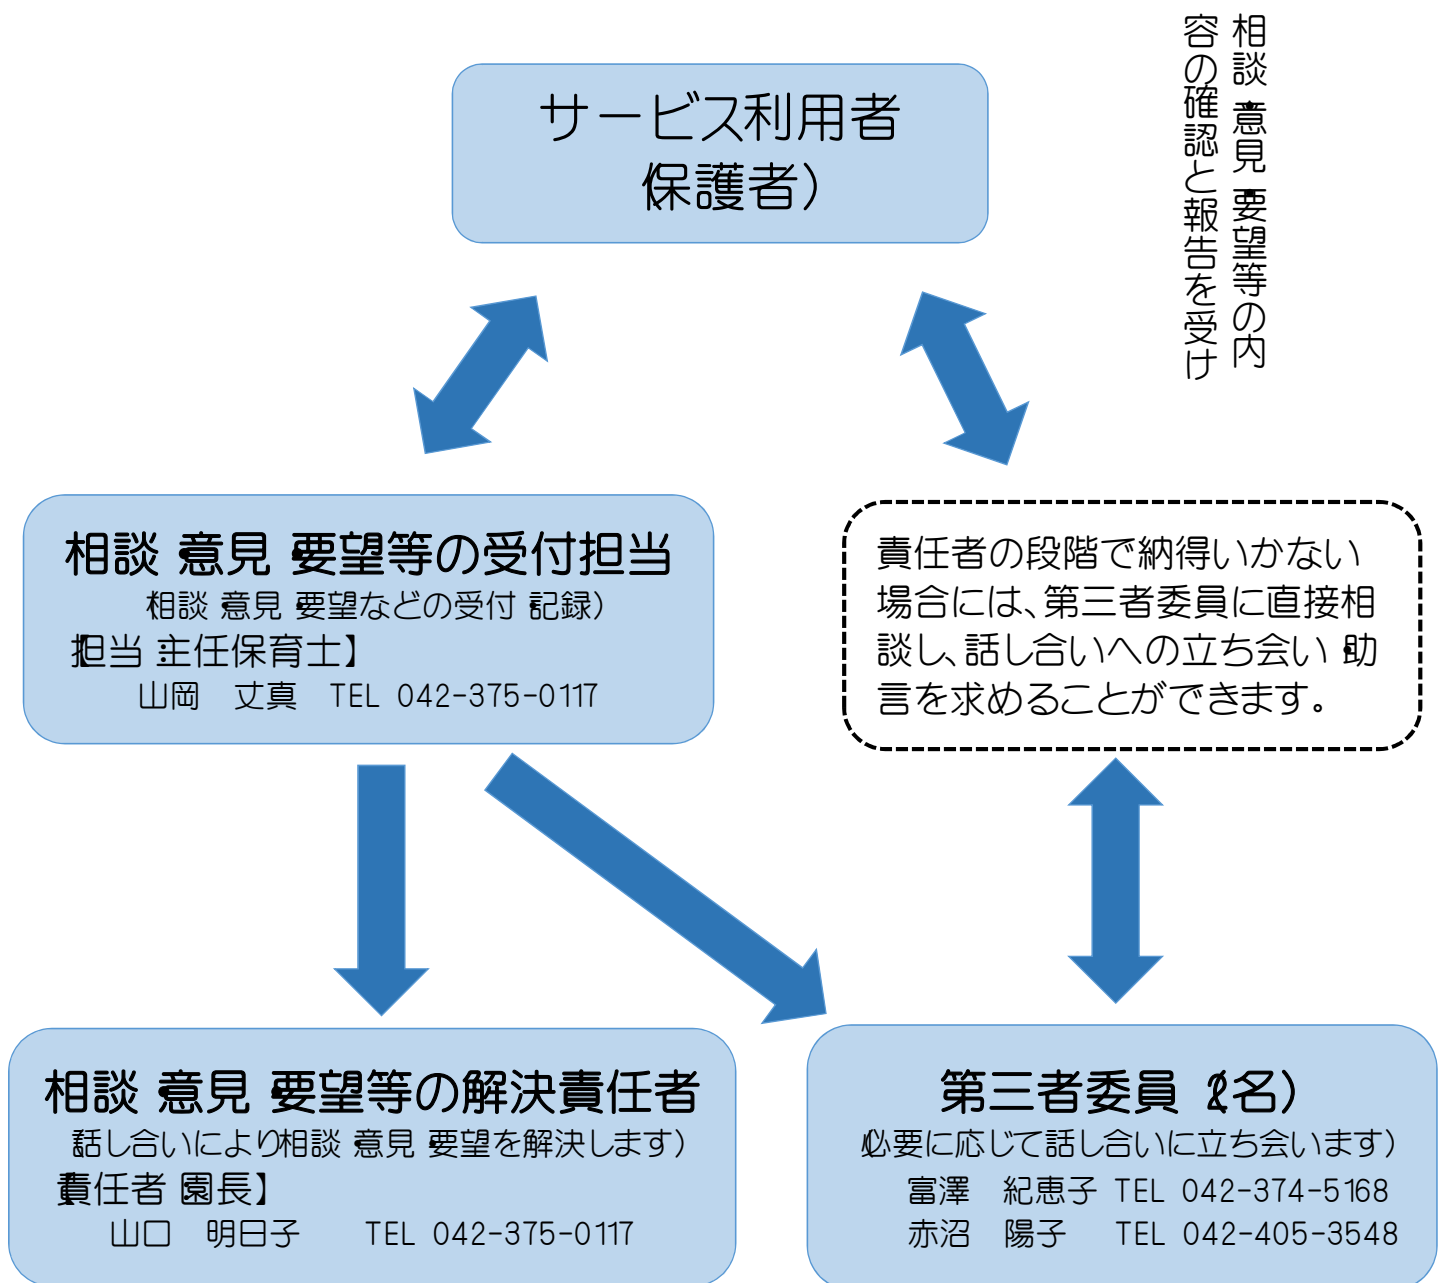 サービス利用者
(保護者)
相談・意見・要望等の内
容の確認と報告を受け
相談・意見・要望等の受付担当
(相談・意見・要望などの受付・記録)
【担当:主任保育士】
山岡 丈真 TEL 042-375-0117
責任者の段階で納得いかない
場合には、第三者委員に直接相
談し、話し合いへの立ち会い・助
言を求めることができます。
相談・意見・要望等の解決責任者
(話し合いにより相談・意見・要望を解決します)
【責任者:園長】
山口 明日子 TEL 042-375-0117
第三者委員(2名)
(必要に応じて話し合いに立ち会います)
富澤 紀恵子 TEL 042-374-5168
赤沼 陽子 TEL 042-405-3548